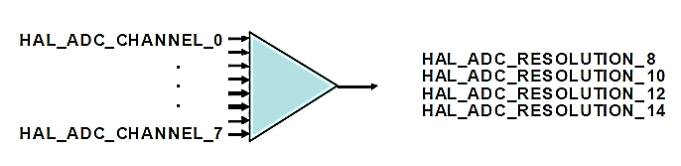 HAL_ADC_CHANNEL_0
.
.
.
HAL_ADC_CHANNEL_7
HAL_ADC_RESOLUTION_8
HAL_ADC_RESOLUTION_10
HAL_ADC_RESOLUTION_12
HAL_ADC_RESOLUTION_14